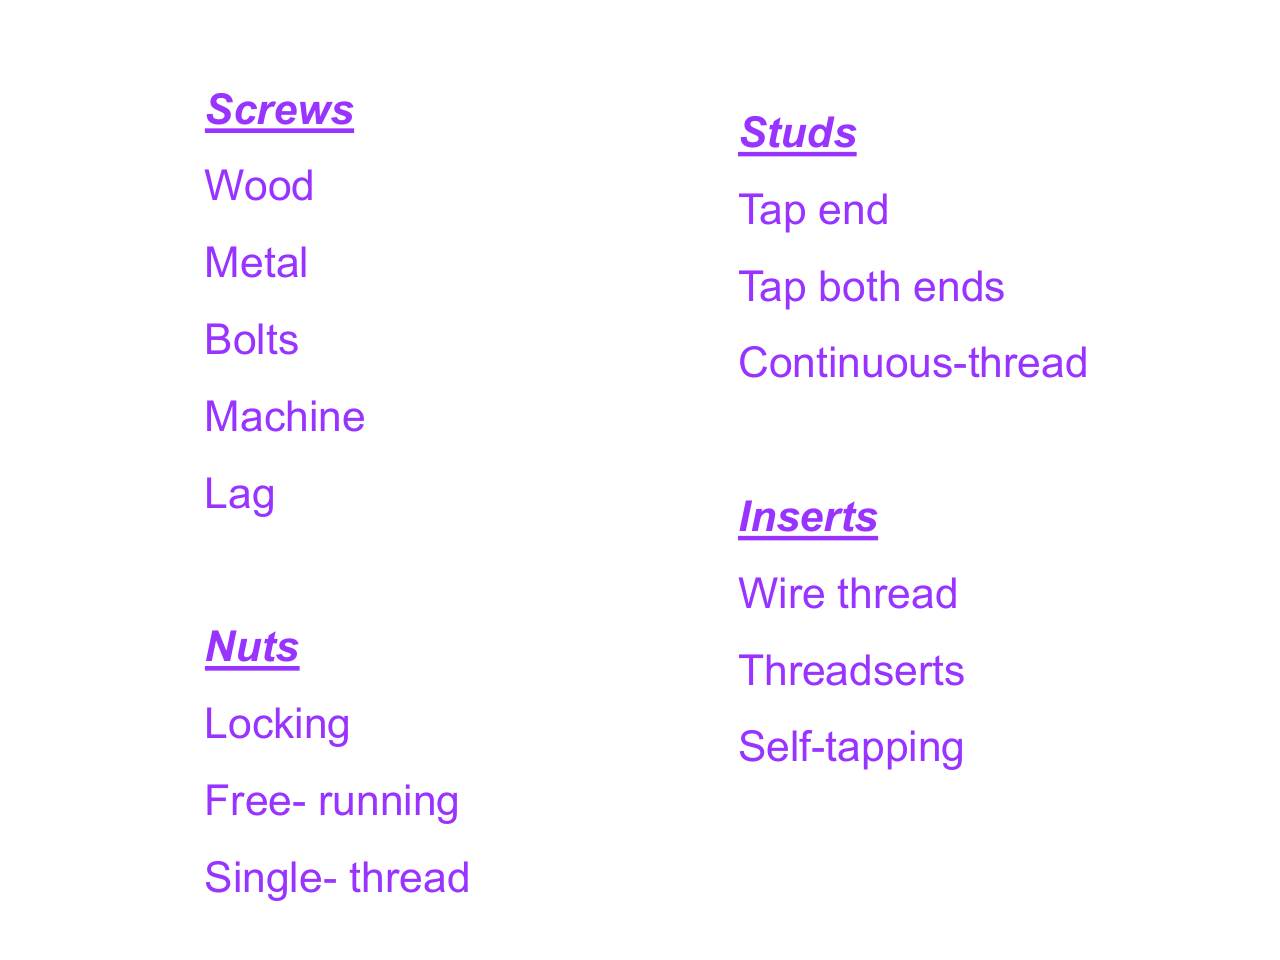 Screws
Wood
Metal
Bolts
Machine
Lag
Nuts
Locking
Free- running
Single- thread
Studs
Tap end
Tap both ends
Continuous-thread
Inserts
Wire thread
Threadserts
Self-tapping